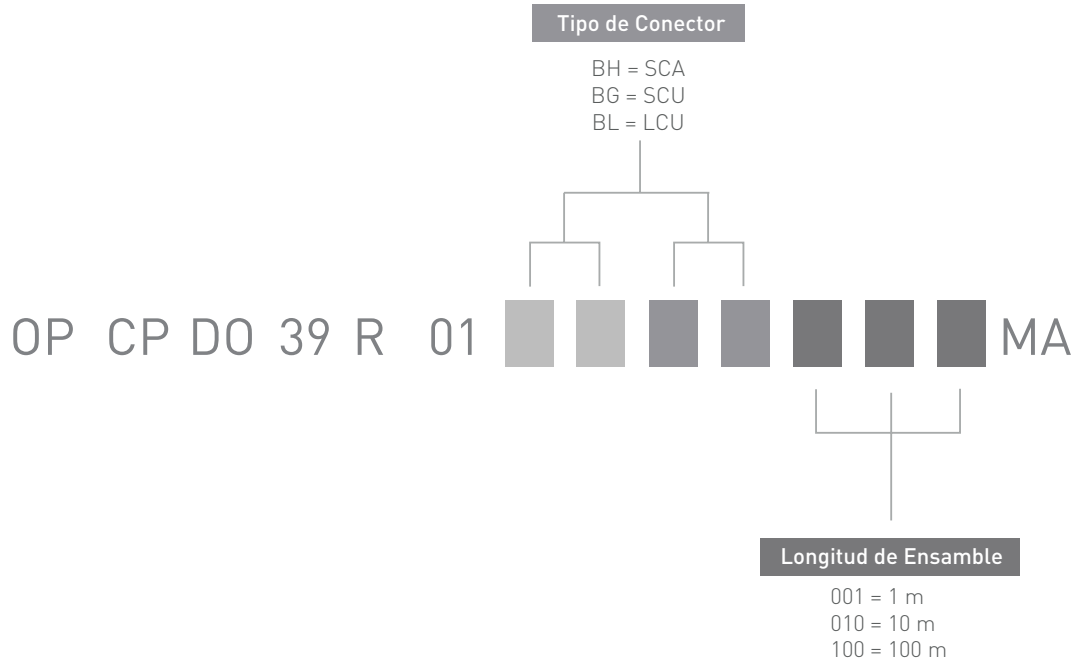 Tipo de Conector
BH = SCA
BG = SCU
BL = LCU
OP CP DO 39 R 01 MA
Longitud de Ensamble
001 = 1 m
010 = 10 m
100 = 100 m